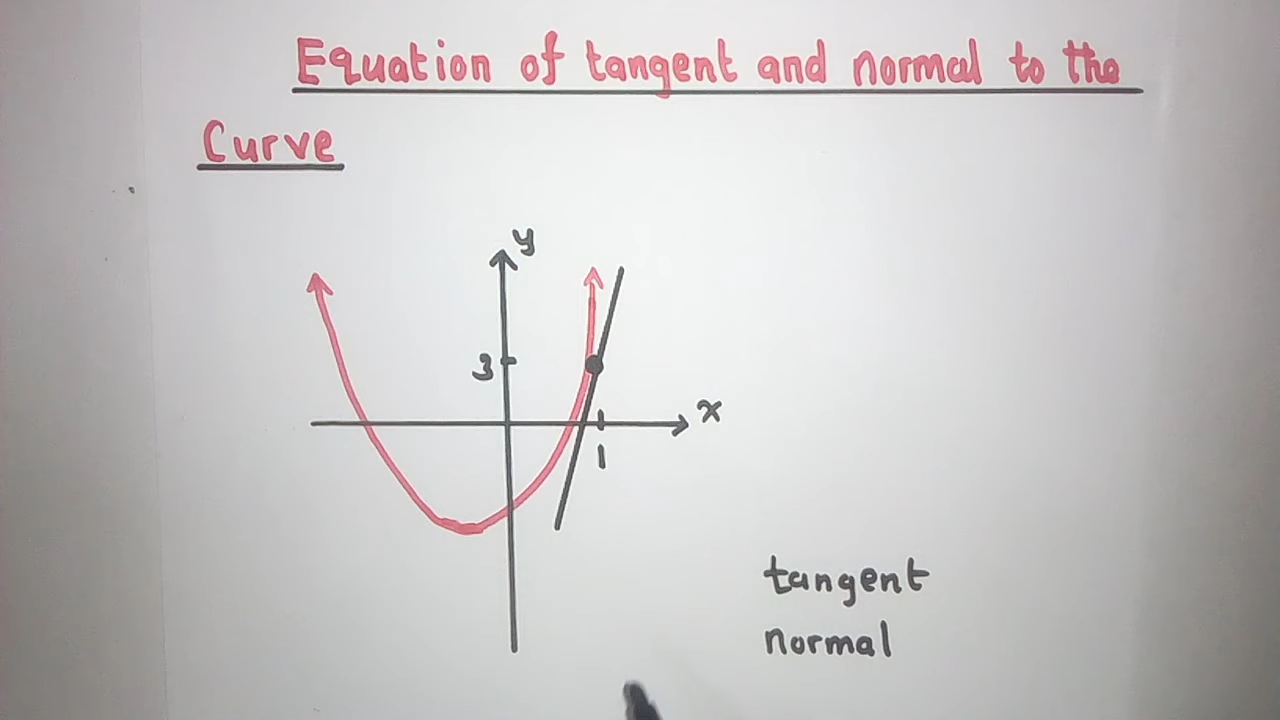 Equation of tangent and normal to the
Curve
y
3
x
1
tangent
normal